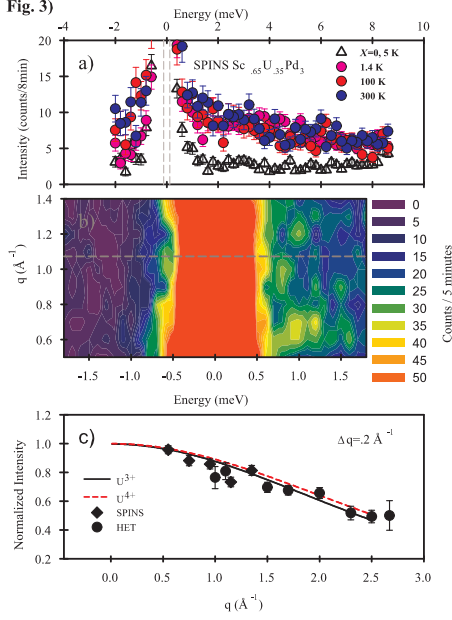 Fig. 3)
Energy (meV)
-2 0 2 4 6 8 10
20
15
10
5
0
Intensity (counts/8min)
a)
SPINS Sc .65U.35Pd3
X=0, 5 K
1.4 K
100 K
300 K
1.4
1.2
1.0
0.8
0.6
q (Å-1)
b)
-1.5 -1.0 -0.5 0.0 0.5 1.0 1.5
Energy (meV)
0
5
10
15
20
25
30
35
40
45
50
Counts / 5 minutes
1.0
0.8
0.6
0.4
0.2
Normalized Intensity
c)
Δq=.2 Å-1
U3+
U4+
SPINS
HET
0.0 0.5 1.0 1.5 2.0 2.5 3.0
q (Å-1)